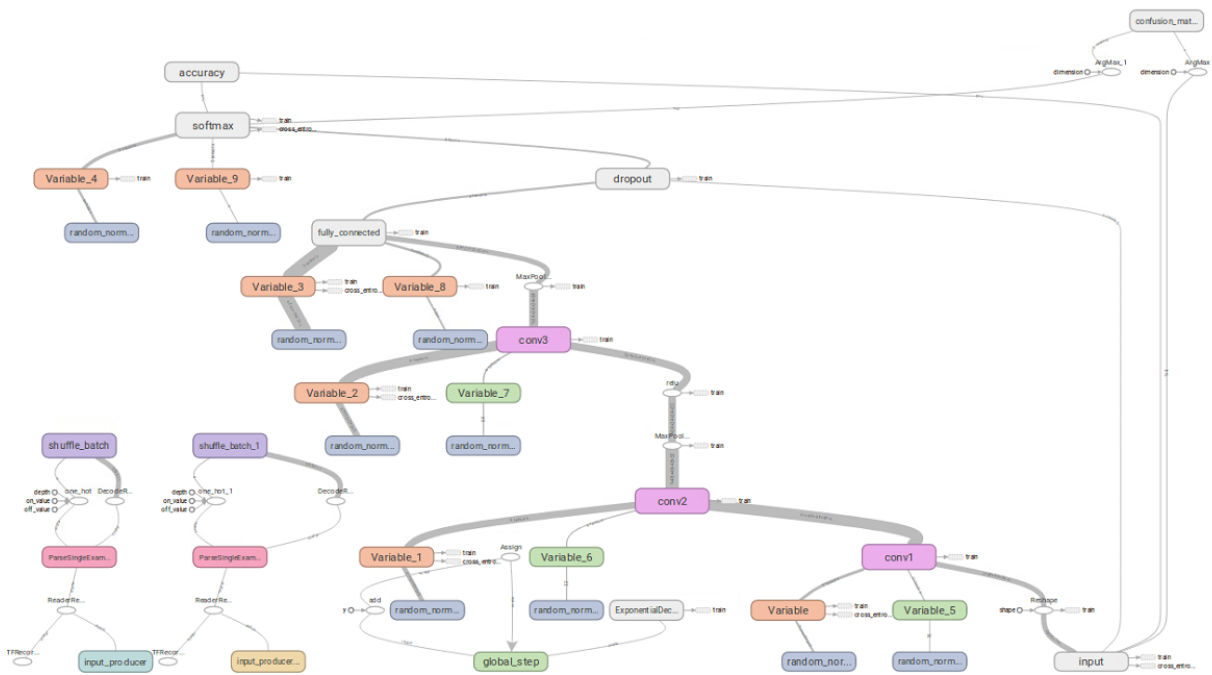 confusion_mat...
ArgMax_1
dimension
dimension
ArgMax
accuracy
softmax
train
cross_entro...
Variable_4
train
Variable_9
train
dropout
train
random_norm...
random_norm...
fully_connected
train
Variable_3
train
cross_entro...
Variable_8
train
MaxPool...
train
random_norm...
random_norm...
conv3
train
Variable_2
train
cross_entro...
Variable_7
relu
train
random_norm...
random_norm...
MaxPool...
train
shuffle_batch
shuffle_batch_1
depth
on_value
off_value
one_hot
DecodeR...
depth
on_value
off_value
one_hot_1
DecodeR...
conv2
train
ParseSingleExam...
ParseSingleExam...
Variable_1
train
cross_entro...
Assign
Variable_6
conv1
train
ReaderRe...
ReaderRe...
y
add
random_norm...
random_norm...
ExponentialDec...
train
Variable
train
cross_entro...
Variable_5
shape
Reshape
train
TFRecor...
input_producer
TFRecor...
input_producer...
global_step
random_nor...
random_norm...
input
train
cross_entro...